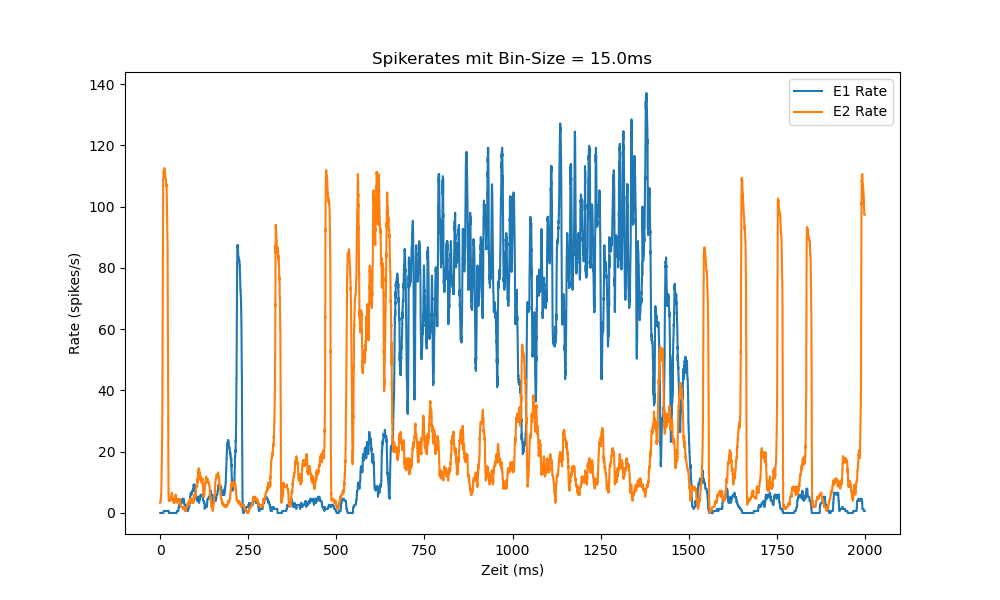 Spikerates mit Bin-Size = 15.0ms
E1 Rate
E2 Rate
140
120
100
80
60
40
20
0
Rate (spikes/s)
0 250 500 750 1000 1250 1500 1750 2000
Zeit (ms)